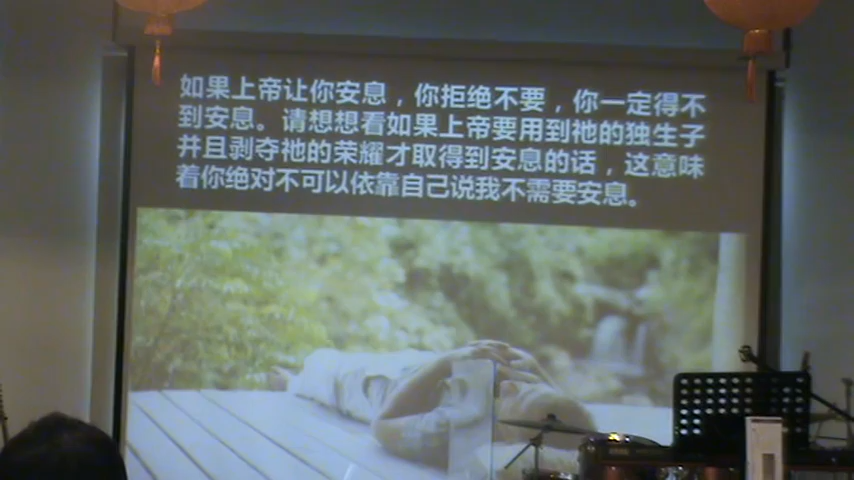 如果上帝让你安息，你拒绝不要，你一定得不
到安息。请想想看如果上帝要用到祂的独生子
并且剥夺祂的荣耀才取得到安息的话，这意味
着你绝对不可以依靠自己说我不需要安息。